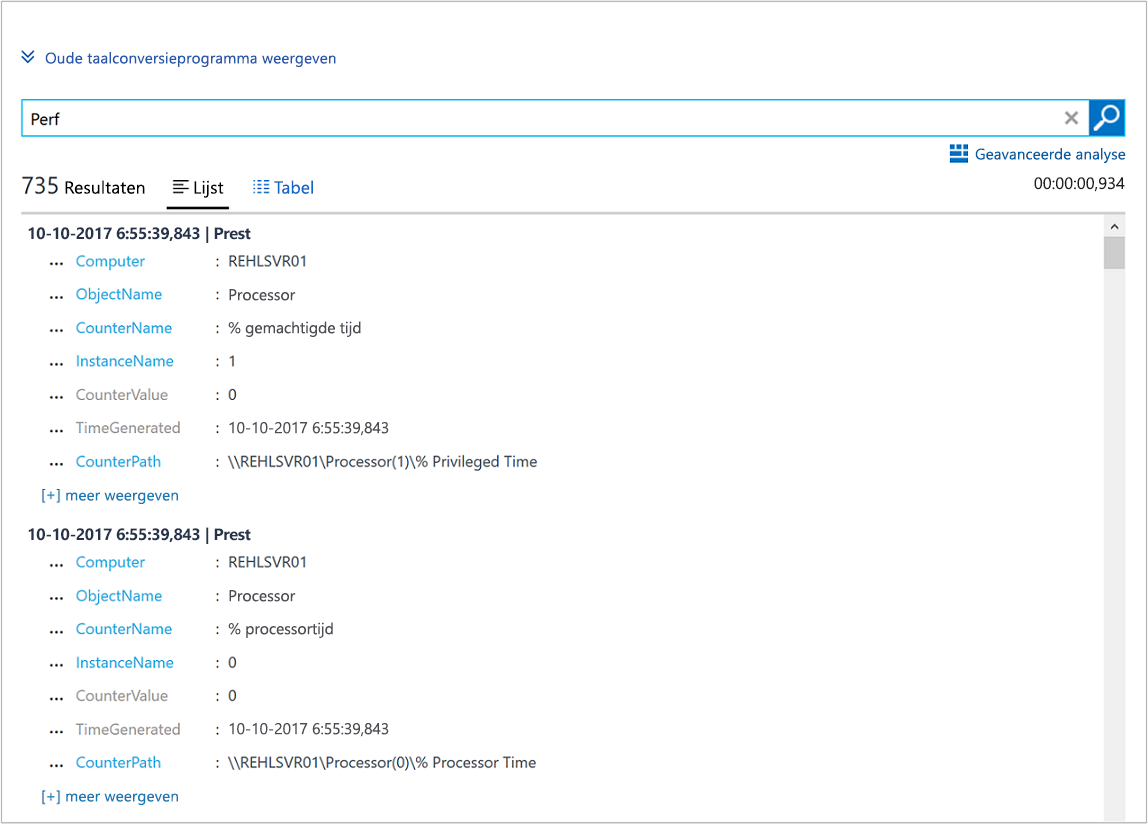 Oude taalconversieprogramma weergeven
Perf
Geavanceerde analyse
735 Resultaten Lijst Tabel 00:00:00,934
10-10-2017 6:55:39,843 | Prest
... Computer : REHLSVR01
... ObjectName : Processor
... CounterName : % gemachtigde tijd
... InstanceName : 1
... CounterValue : 0
... TimeGenerated : 10-10-2017 6:55:39,843
... CounterPath : \\REHLSVR01\Processor(1)\% Privileged Time
[+] meer weergeven
10-10-2017 6:55:39,843 | Prest
... Computer : REHLSVR01
... ObjectName : Processor
... CounterName : % processortijd
... InstanceName : 0
... CounterValue : 0
... TimeGenerated : 10-10-2017 6:55:39,843
... CounterPath : \\REHLSVR01\Processor(0)\% Processor Time
[+] meer weergeven